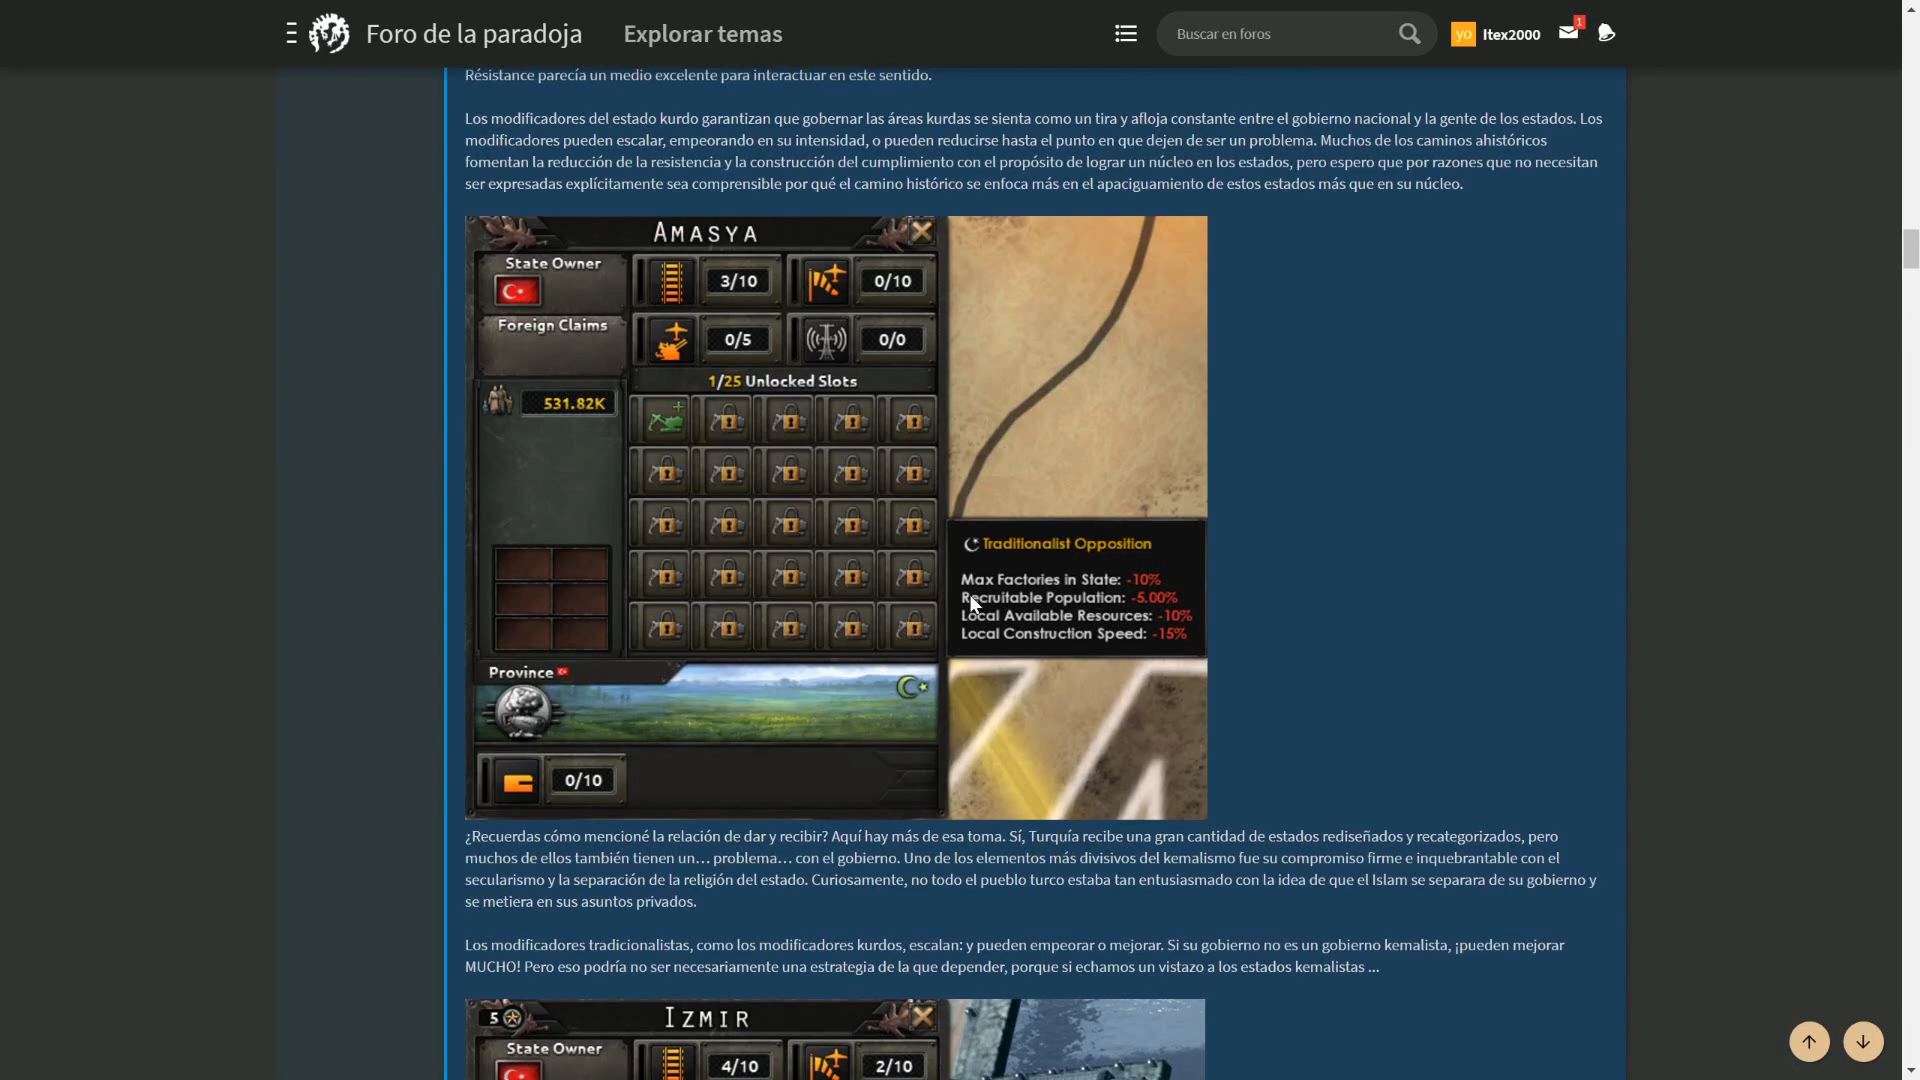 Foro de la paradoja
Explorar temas
Buscar en foros
yo
Itex2000
1
Résistance parecía un medio excelente para interactuar en este sentido.
Los modificadores del estado kurdo garantizan que gobernar las áreas kurdas se sienta como un tira y afloja constante entre el gobierno nacional y la gente de los estados. Los
modificadores pueden escalar, empeorando en su intensidad, o pueden reducirse hasta el punto en que dejen de ser un problema. Muchos de los caminos ahistóricos
fomentan la reducción de la resistencia y la construcción del cumplimiento con el propósito de lograr un núcleo en los estados, pero espero que por razones que no necesitan
ser expresadas explícitamente sea comprensible por qué el camino histórico se enfoca más en el apaciguamiento de estos estados más que en su núcleo.
AMASYA
State Owner
3/10
0/10
Foreign Claims
0/5
0/0
1/25 Unlocked Slots
531.82K
Traditionalist Opposition
Max Factories in State: -10%
Recruitable Population: -5.00%
Local Available Resources: -10%
Local Construction Speed: -15%
Province
0/10
¿Recuerdas cómo mencioné la relación de dar y recibir? Aquí hay más de esa toma. Sí, Turquía recibe una gran cantidad de estados rediseñados y recategorizados, pero
muchos de ellos también tienen un... problema... con el gobierno. Uno de los elementos más divisivos del kemalismo fue su compromiso firme e inquebrantable con el
secularismo y la separación de la religión del estado. Curiosamente, no todo el pueblo turco estaba tan entusiasmado con la idea de que el Islam se separara de su gobierno y
se metiera en sus asuntos privados.
Los modificadores tradicionalistas, como los modificadores kurdos, escalan: y pueden empeorar o mejorar. Si su gobierno no es un gobierno kemalista, ¡pueden mejorar
MUCHO! Pero eso podría no ser necesariamente una estrategia de la que depender, porque si echamos un vistazo a los estados kemalistas ...
5
IZMIR
State Owner
4/10
2/10